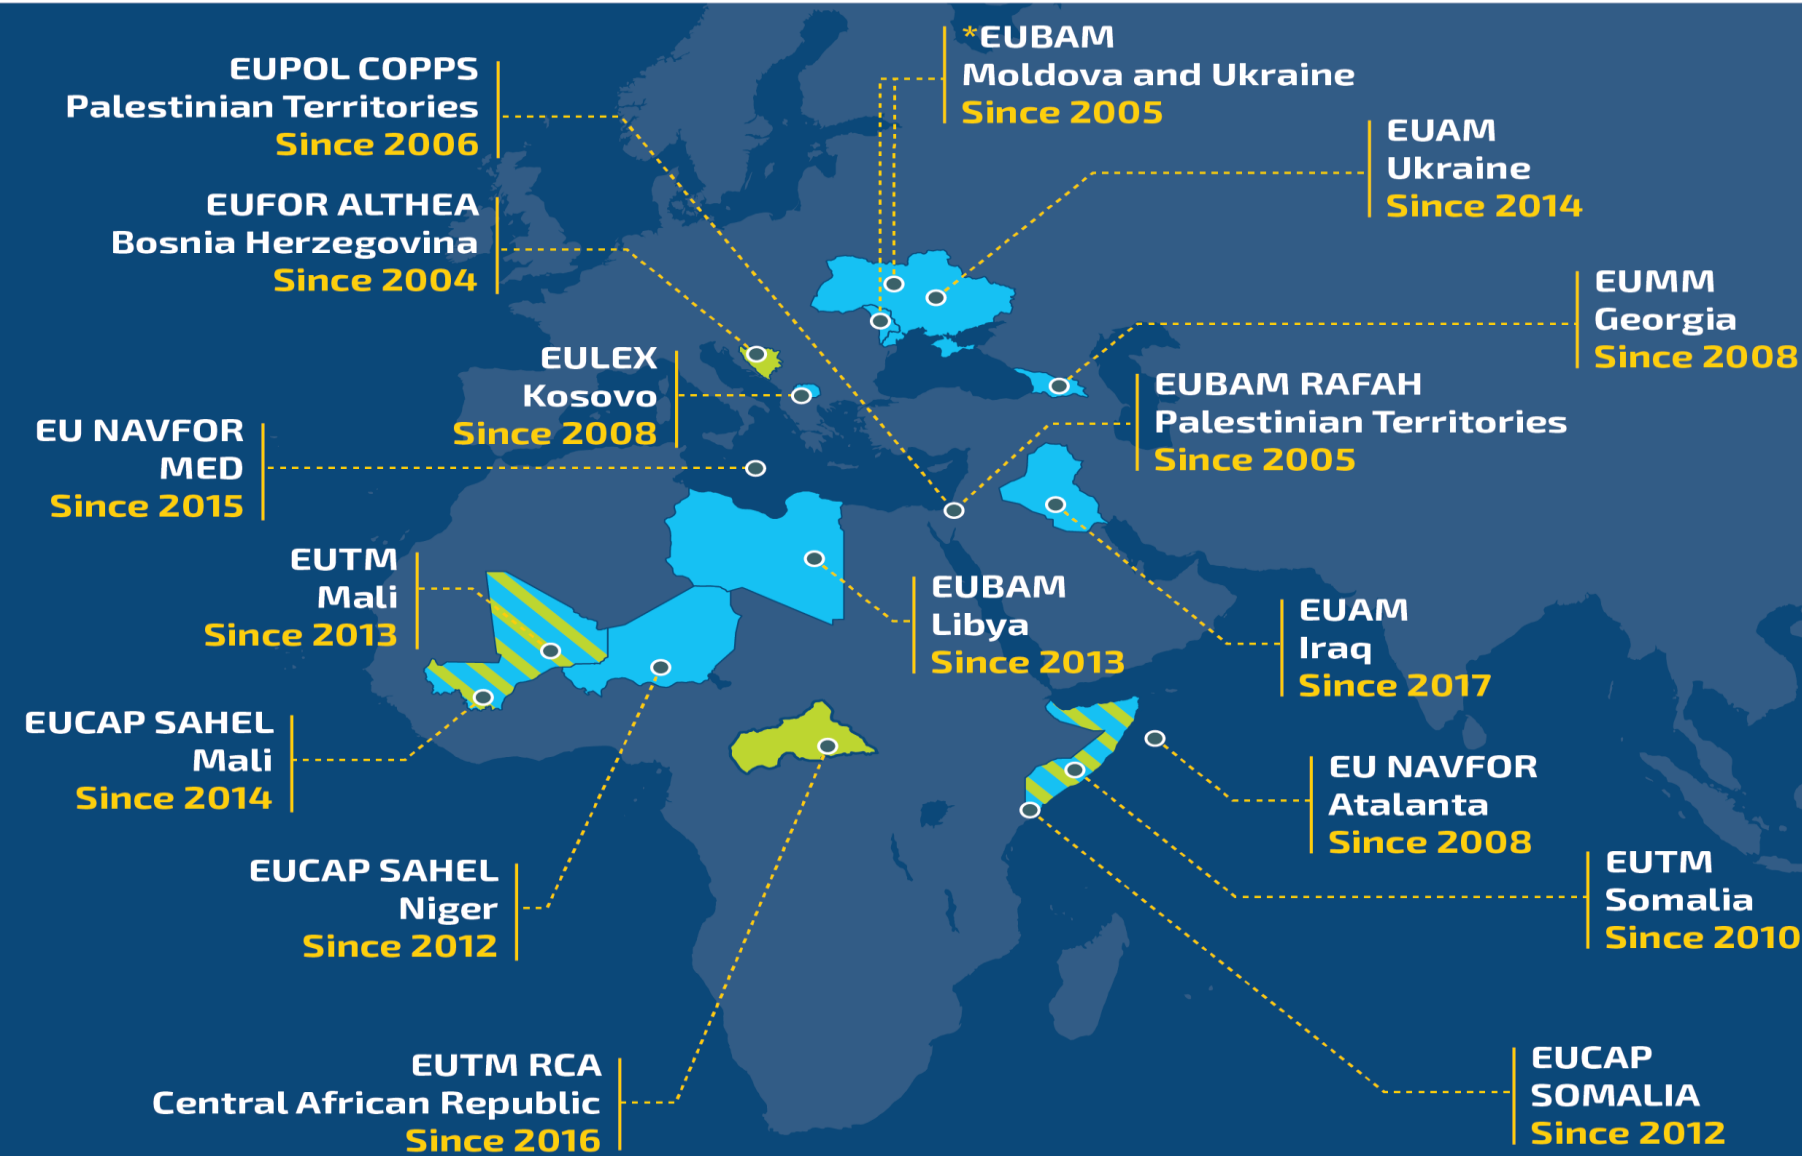 EUPOL COPPS
Palestinian Territories
Since 2006
*EUBAM
Moldova and Ukraine
Since 2005
EUAM
Ukraine
Since 2014
EUFOR ALTHEA
Bosnia Herzegovina
Since 2004
EUMM
Georgia
Since 2008
EULEX
Kosovo
Since 2008
EUBAM RAFAH
Palestinian Territories
Since 2005
EU NAVFOR
MED
Since 2015
EUTM
Mali
Since 2013
EUBAM
Libya
Since 2013
EUAM
Iraq
Since 2017
EUCAP SAHEL
Mali
Since 2014
EU NAVFOR
Atalanta
Since 2008
EUCAP SAHEL
Niger
Since 2012
EUTM
Somalia
Since 2010
EUTM RCA
Central African Republic
Since 2016
EUCAP
SOMALIA
Since 2012